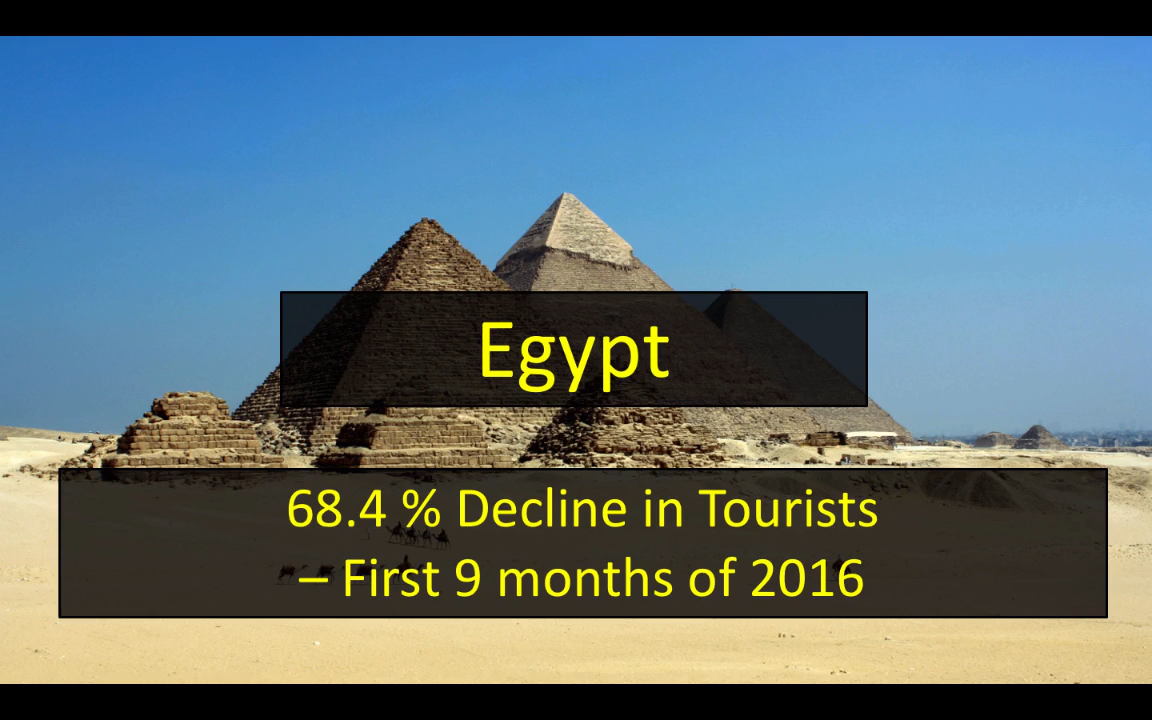 Egypt
68.4 % Decline in Tourists
– First 9 months of 2016